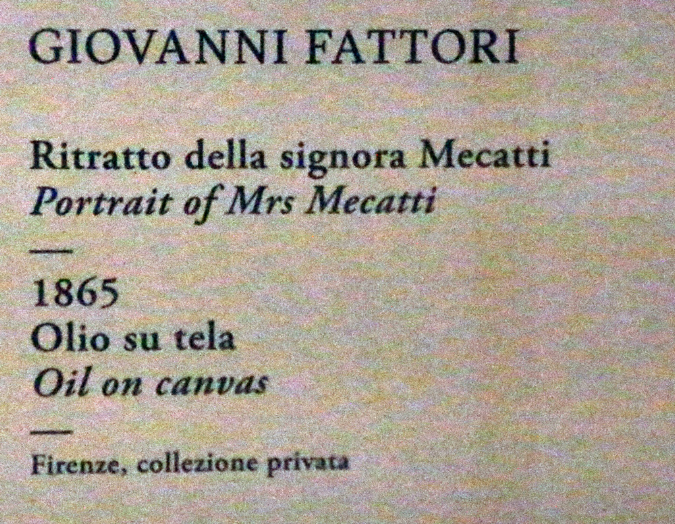 GIOVANNI FATTORI
Ritratto della signora Mecatti
Portrait of Mrs Mecatti
1865
Olio su tela
Oil on canvas
Firenze, collezione privata